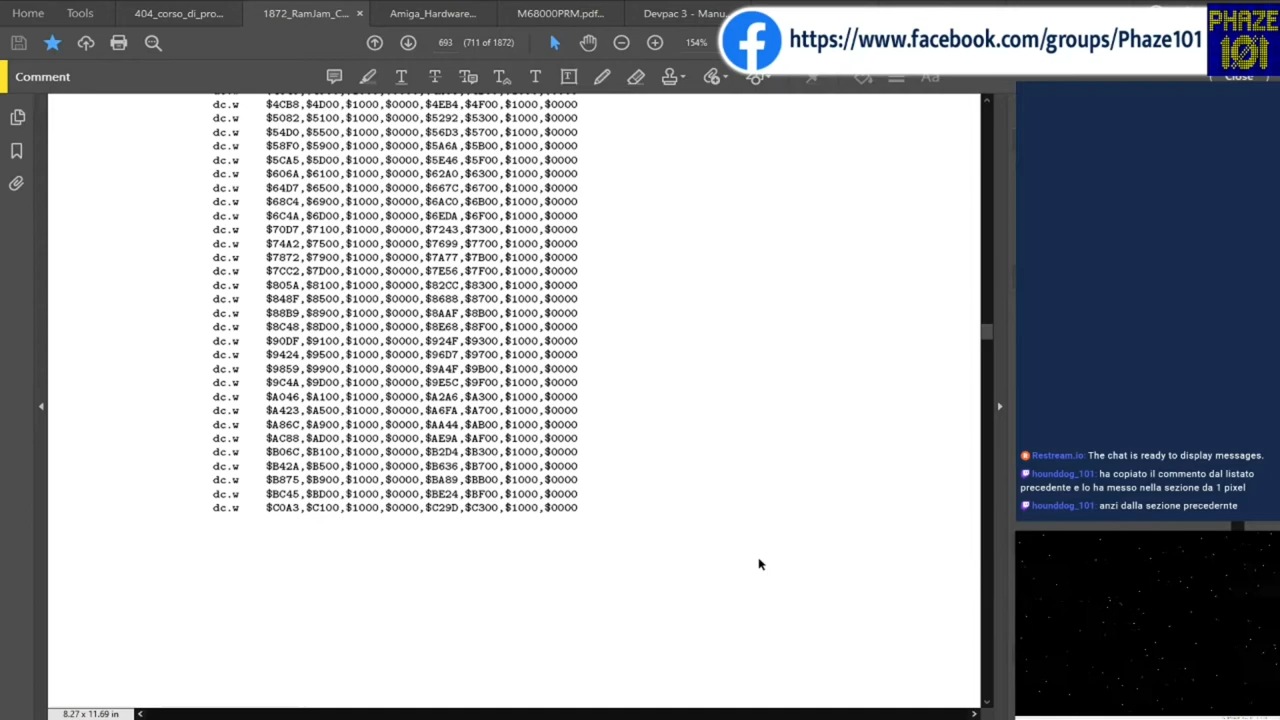 Home
Tools
404_corso_di_pro...
1872_RamJam_C...
Amiga_Hardware...
M68000PRM.pdf...
Devpac 3 - Manu...
https://www.facebook.com/groups/Phaze101
PHAZE
101
693 (711 of 1872)
154%
Close
Comment
dc.w $4CB8,$4D00,$1000,$0000,$4EB4,$4F00,$1000,$0000
dc.w $5082,$5100,$1000,$0000,$5292,$5300,$1000,$0000
dc.w $54D0,$5500,$1000,$0000,$56D3,$5700,$1000,$0000
dc.w $58F0,$5900,$1000,$0000,$5A6A,$5B00,$1000,$0000
dc.w $5CA5,$5D00,$1000,$0000,$5E46,$5F00,$1000,$0000
dc.w $606A,$6100,$1000,$0000,$62A0,$6300,$1000,$0000
dc.w $64D7,$6500,$1000,$0000,$667C,$6700,$1000,$0000
dc.w $68C4,$6900,$1000,$0000,$6AC0,$6B00,$1000,$0000
dc.w $6C4A,$6D00,$1000,$0000,$6EDA,$6F00,$1000,$0000
dc.w $70D7,$7100,$1000,$0000,$7243,$7300,$1000,$0000
dc.w $74A2,$7500,$1000,$0000,$7699,$7700,$1000,$0000
dc.w $7872,$7900,$1000,$0000,$7A77,$7B00,$1000,$0000
dc.w $7CC2,$7D00,$1000,$0000,$7E56,$7F00,$1000,$0000
dc.w $805A,$8100,$1000,$0000,$82CC,$8300,$1000,$0000
dc.w $848F,$8500,$1000,$0000,$8688,$8700,$1000,$0000
dc.w $88B9,$8900,$1000,$0000,$8AAF,$8B00,$1000,$0000
dc.w $8C48,$8D00,$1000,$0000,$8E68,$8F00,$1000,$0000
dc.w $90DF,$9100,$1000,$0000,$924F,$9300,$1000,$0000
dc.w $9424,$9500,$1000,$0000,$96D7,$9700,$1000,$0000
dc.w $9859,$9900,$1000,$0000,$9A4F,$9B00,$1000,$0000
dc.w $9C4A,$9D00,$1000,$0000,$9E5C,$9F00,$1000,$0000
dc.w $A046,$A100,$1000,$0000,$A2A6,$A300,$1000,$0000
dc.w $A423,$A500,$1000,$0000,$A6FA,$A700,$1000,$0000
dc.w $A86C,$A900,$1000,$0000,$AA44,$AB00,$1000,$0000
dc.w $AC88,$AD00,$1000,$0000,$AE9A,$AF00,$1000,$0000
dc.w $B06C,$B100,$1000,$0000,$B2D4,$B300,$1000,$0000
dc.w $B42A,$B500,$1000,$0000,$B636,$B700,$1000,$0000
dc.w $B875,$B900,$1000,$0000,$BA89,$BB00,$1000,$0000
dc.w $BC45,$BD00,$1000,$0000,$BE24,$BF00,$1000,$0000
dc.w $C0A3,$C100,$1000,$0000,$C29D,$C300,$1000,$0000
Restream.io: The chat is ready to display messages.
hounddog_101: ha copiato il commento dal listato
precedente e lo ha messo nella sezione da 1 pixel
hounddog_101: anzi dalla sezione precedernte
8.27 x 11.69 in